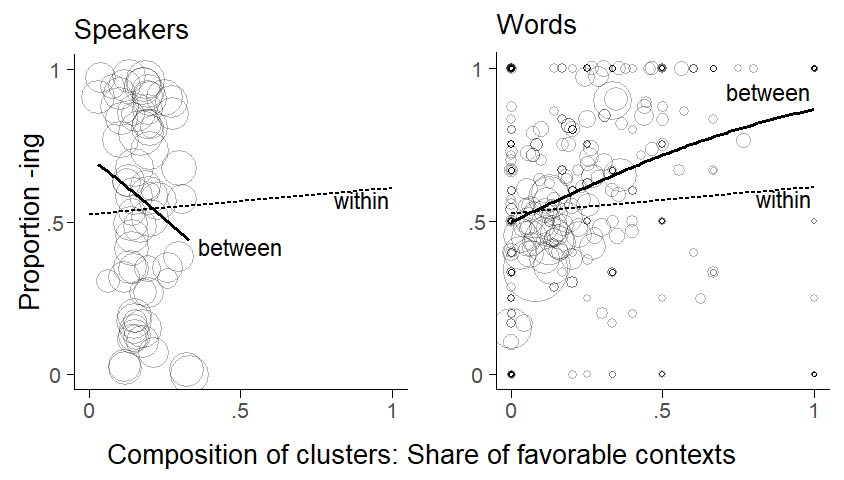 Speakers
Words
Proportion -ing
1
.5
0
within
between
0
.5
1
1
.5
0
between
within
0
.5
1
Composition of clusters: Share of favorable contexts